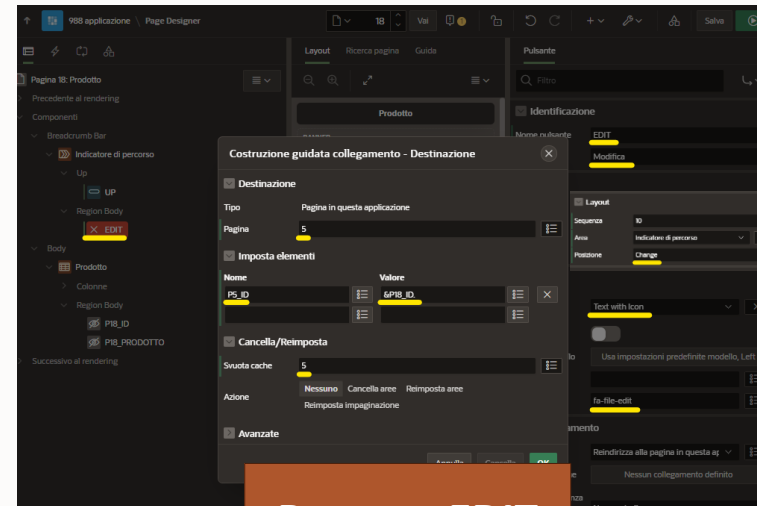 988 applicazione \ Page Designer
18
Vai
Salva
Layout Ricerca pagina Guida
Pulsante
Pagina 18: Prodotto
Precedente al rendering
Componenti
Breadcrumb Bar
Indicatore di percorso
Up
UP
Region Body
EDIT
Body
Prodotto
Colonne
Region Body
P18_ID
P18_PRODOTTO
Successivo al rendering
Prodotto
Filtro
Identificazione
Nome pulsante EDIT
Modifica
Layout
Sequenza 10
Area Indicatore di percorso
Posizione Change
Text with Icon
Usa impostazioni predefinite modello, Left
fa-file-edit
Reindirizza alla pagina in questa ap
Nessun collegamento definito
Costruzione guidata collegamento - Destinazione
Destinazione
Tipo Pagina in questa applicazione
Pagina 5
Imposta elementi
Nome Valore
P5_ID &P18_ID.
Cancella/Reimposta
Svuota cache 5
Azione Nessuno Cancella aree Reimposta aree
Reimposta impaginazione
Avanzate
Annulla OK